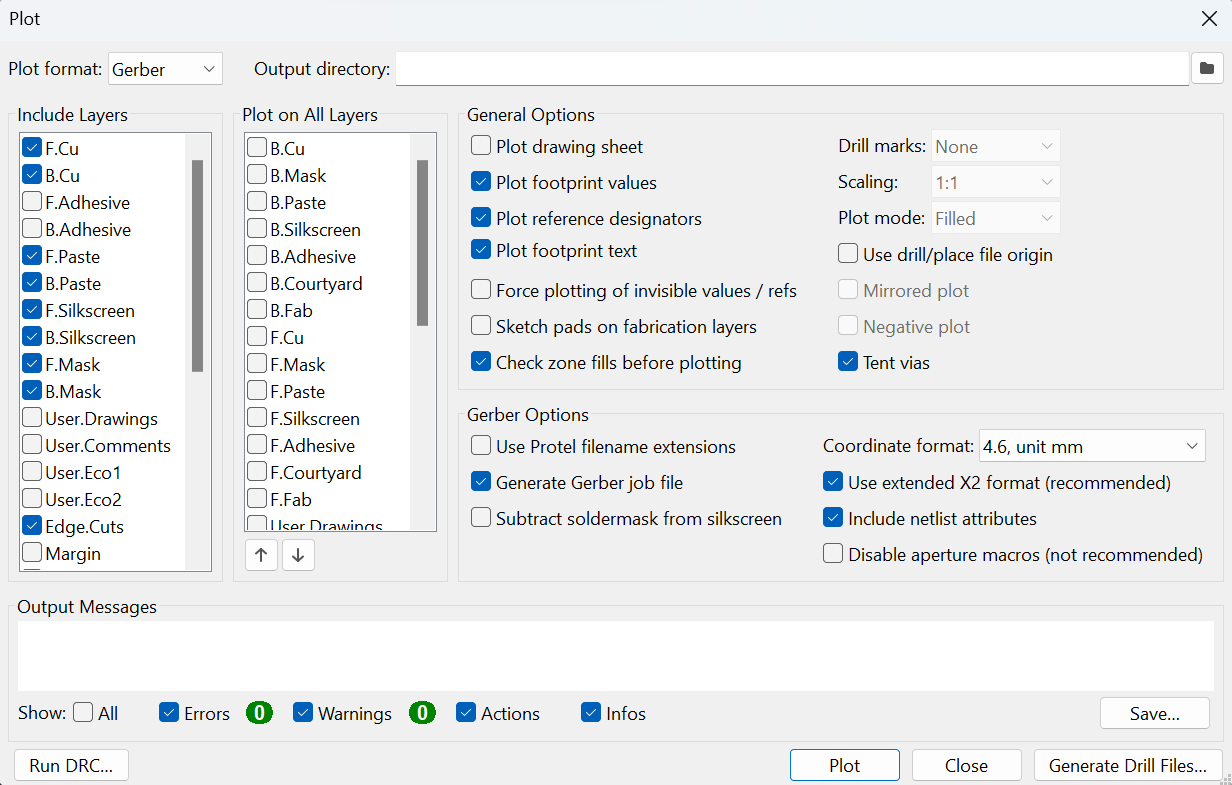 Plot
Plot format: Gerber
Output directory:
Include Layers
F.Cu
B.Cu
F.Adhesive
B.Adhesive
F.Paste
B.Paste
F.Silkscreen
B.Silkscreen
F.Mask
B.Mask
User.Drawings
User.Comments
User.Eco1
User.Eco2
Edge.Cuts
Margin
Plot on All Layers
B.Cu
B.Mask
B.Paste
B.Silkscreen
B.Adhesive
B.Courtyard
B.Fab
F.Cu
F.Mask
F.Paste
F.Silkscreen
F.Adhesive
F.Courtyard
F.Fab
User.Drawings
General Options
Plot drawing sheet
Plot footprint values
Plot reference designators
Plot footprint text
Force plotting of invisible values / refs
Sketch pads on fabrication layers
Check zone fills before plotting
Drill marks: None
Scaling: 1:1
Plot mode: Filled
Use drill/place file origin
Mirrored plot
Negative plot
Tent vias
Gerber Options
Use Protel filename extensions
Generate Gerber job file
Subtract soldermask from silkscreen
Coordinate format: 4.6, unit mm
Use extended X2 format (recommended)
Include netlist attributes
Disable aperture macros (not recommended)
Output Messages
Show: All Errors 0 Warnings 0 Actions Infos Save...
Run DRC... Plot Close Generate Drill Files...